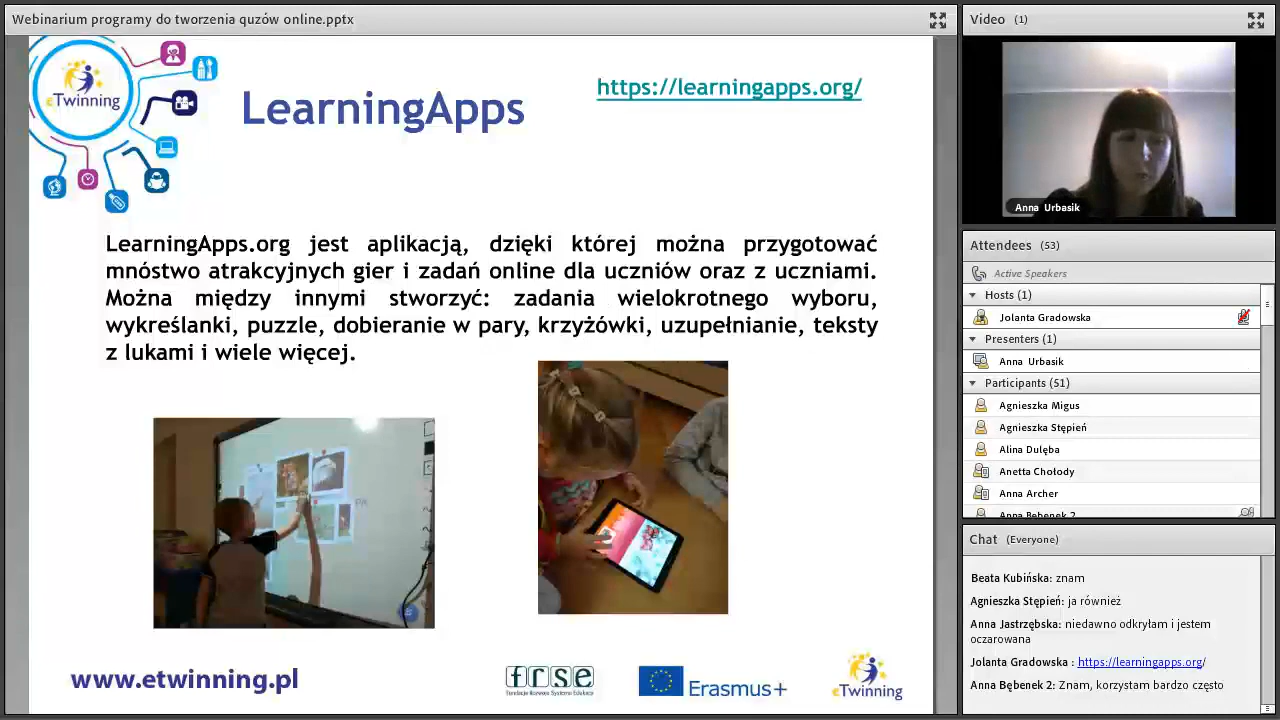 Webinarium programy do tworzenia quzów online.pptx
eTwinning
LearningApps
https://learningapps.org/
LearningApps.org jest aplikacją, dzięki której można przygotować
mnóstwo atrakcyjnych gier i zadań online dla uczniów oraz z uczniami.
Można między innymi stworzyć: zadania wielokrotnego wyboru,
wykreślanki, puzzle, dobieranie w pary, krzyżówki, uzupełnianie, teksty
z lukami i wiele więcej.
www.etwinning.pl
frse
Fundacja Rozwoju Systemu Edukacji
Erasmus+
eTwinning
Video (1)
Anna Urbasik
Attendees (53)
Active Speakers
Hosts (1)
Jolanta Gradowska
Presenters (1)
Anna Urbasik
Participants (51)
Agnieszka Migus
Agnieszka Stępień
Alina Dulęba
Anetta Chołody
Anna Archer
Anna Bębenek 2
Chat (Everyone)
Beata Kubińska: znam
Agnieszka Stępień: ja również
Anna Jastrzębska: niedawno odkryłam i jestem
oczarowana
Jolanta Gradowska : https://learningapps.org/
Anna Bębenek 2: Znam, korzystam bardzo często